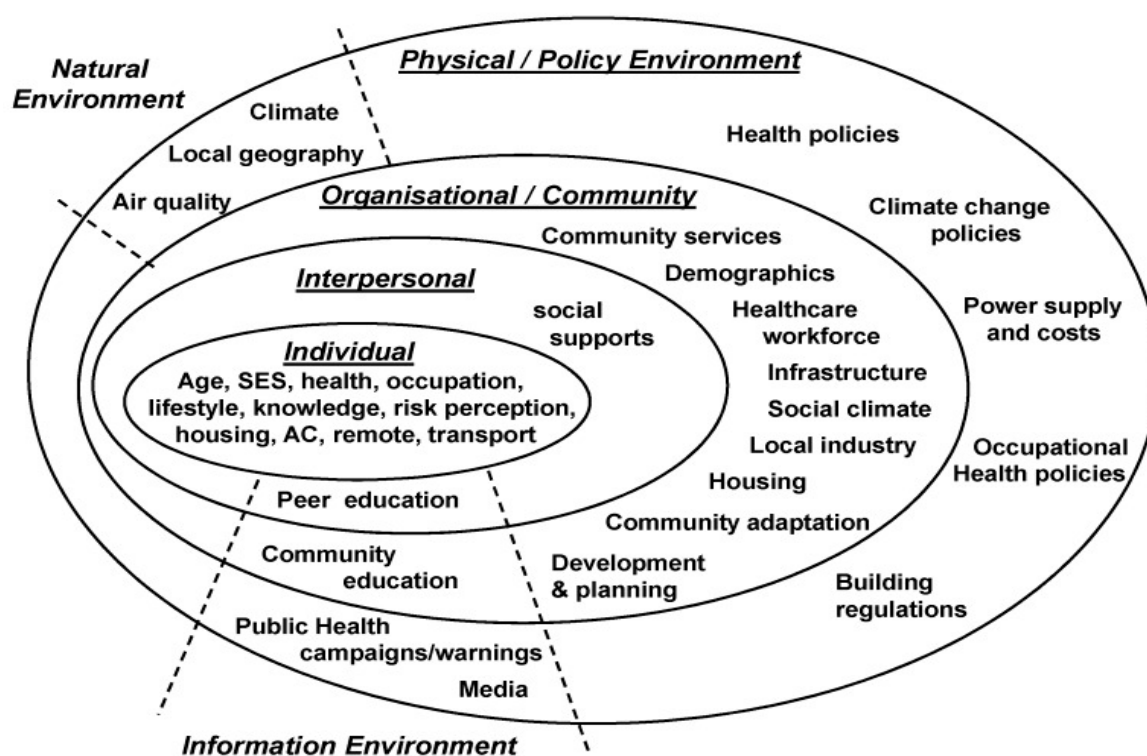 Natural
Environment
Physical / Policy Environment
Climate
Local geography
Air quality
Health policies
Climate change
policies
Power supply
and costs
Occupational
Health policies
Building
regulations
Organisational / Community
Community services
Demographics
Healthcare
workforce
Infrastructure
Social climate
Local industry
Housing
Community adaptation
Development
& planning
Interpersonal
social
supports
Individual
Age, SES, health, occupation,
lifestyle, knowledge, risk perception,
housing, AC, remote, transport
Peer education
Community
education
Public Health
campaigns/warnings
Media
Information Environment